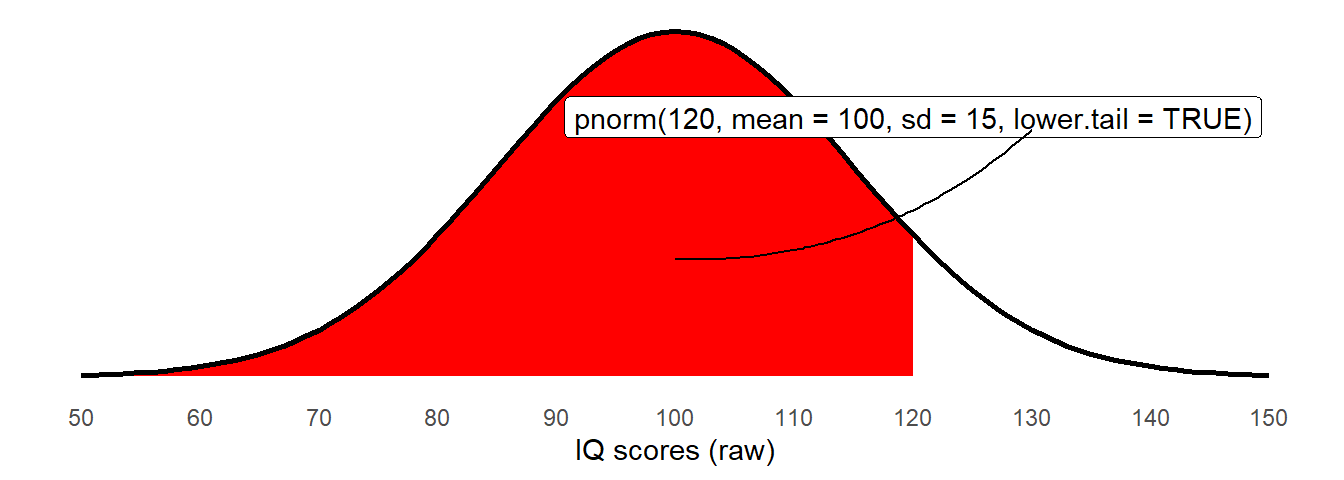 pnorm(120, mean = 100, sd = 15, lower.tail = TRUE)
50 60 70 80 90 100 110 120 130 140 150
IQ scores (raw)